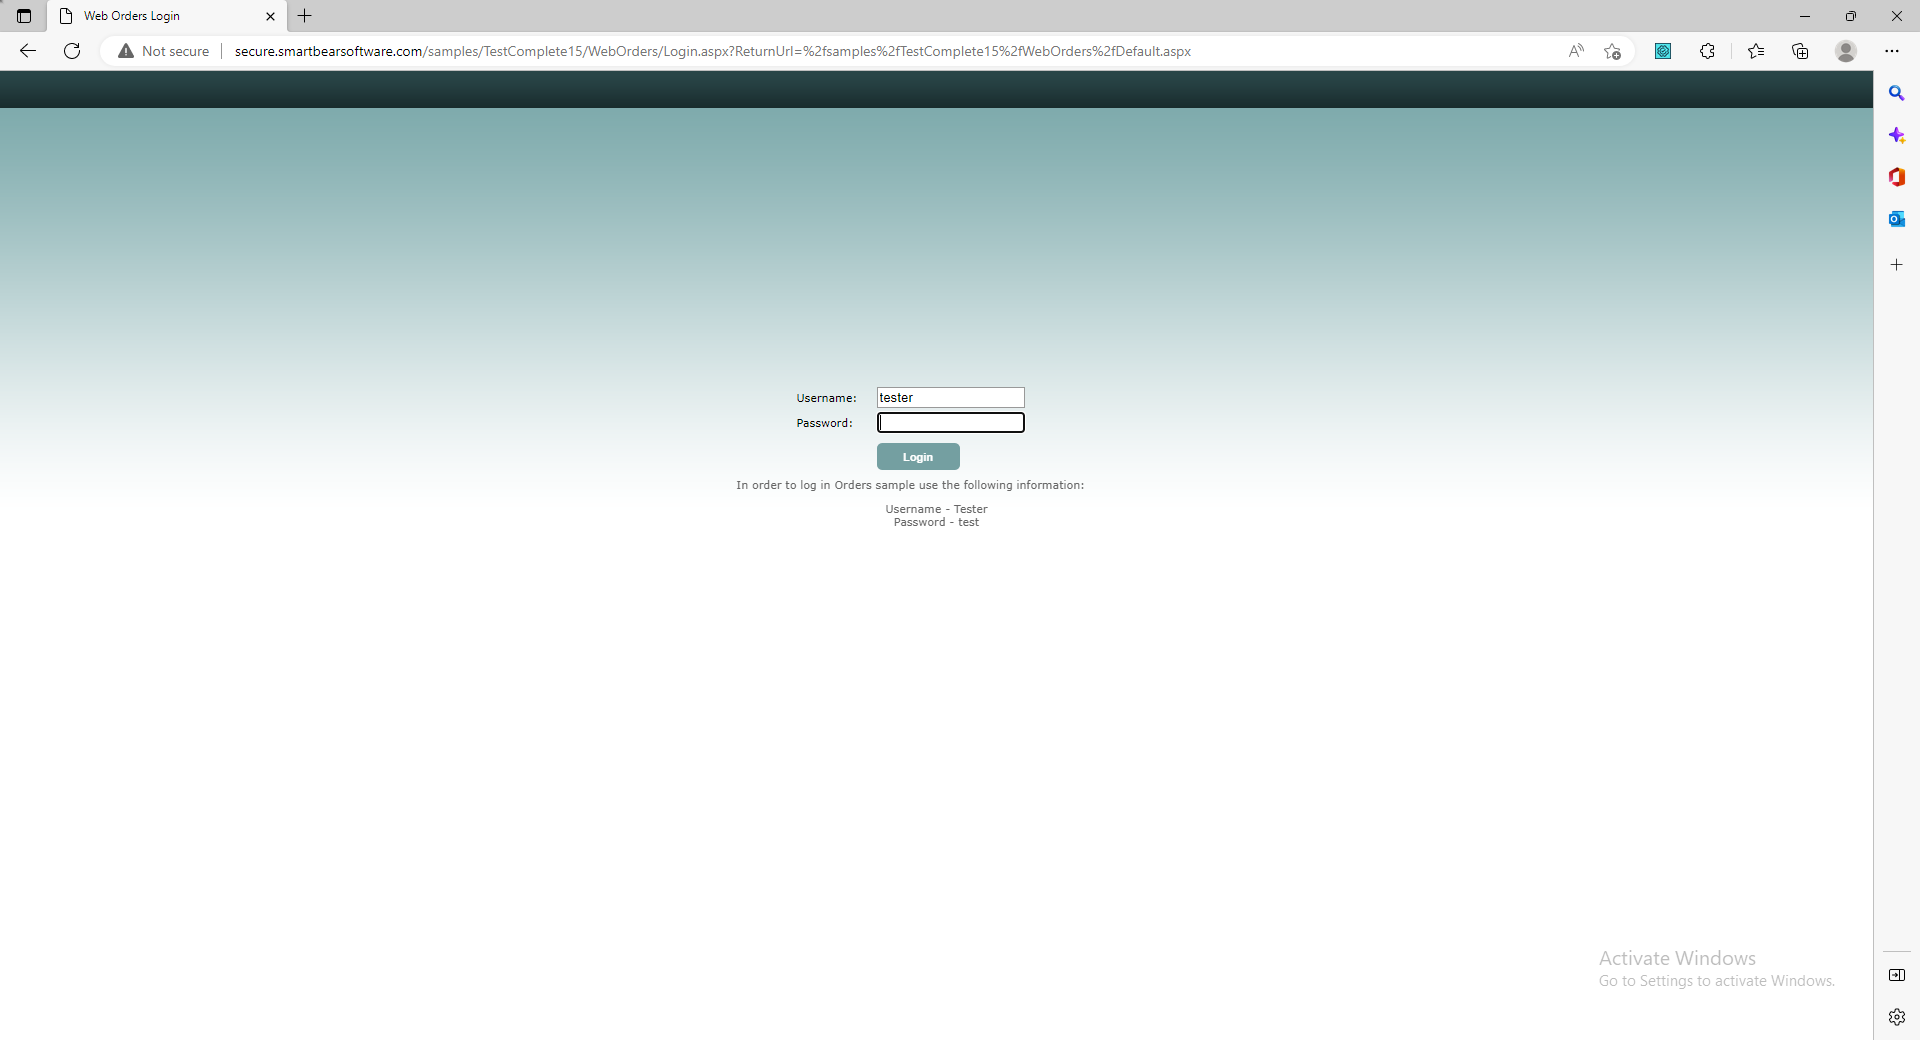 Web Orders Login
Not secure
secure.smartbearsoftware.com/samples/TestComplete15/WebOrders/Login.aspx?ReturnUrl=%2fsamples%2fTestComplete15%2fWebOrders%2fDefault.aspx
Username: tester
Password:
Login
In order to log in Orders sample use the following information:
Username - Tester
Password - test
Activate Windows
Go to Settings to activate Windows.